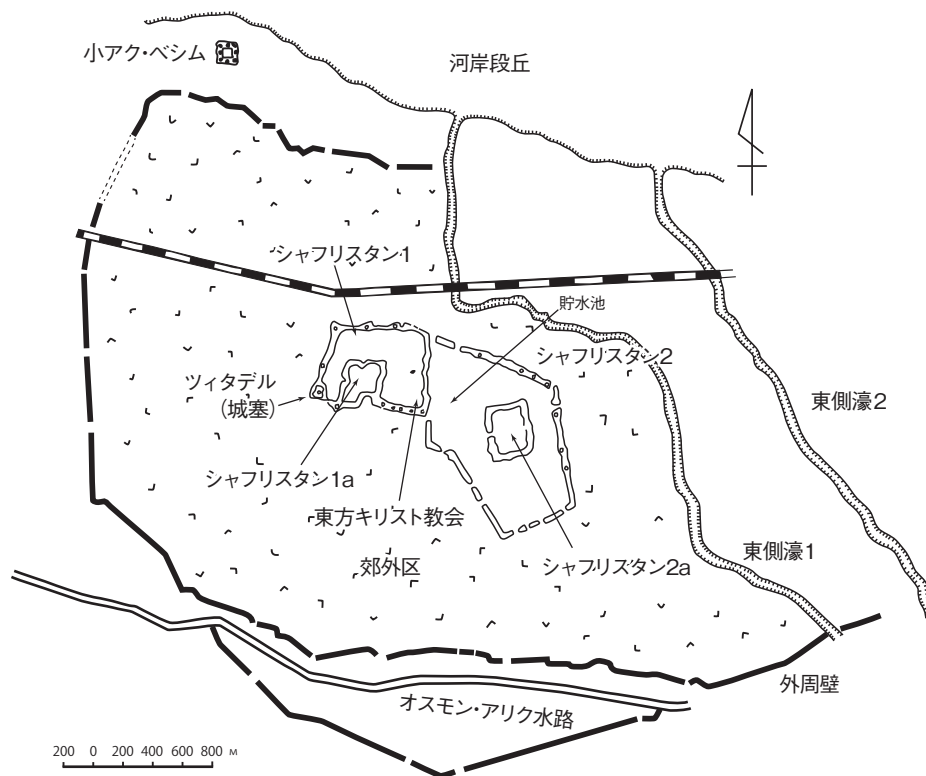 小アク・ベシム
河岸段丘
シャフリスタン1
貯水池
シャフリスタン2
ツィタデル
(城塞)
東側濠2
シャフリスタン1a
東方キリスト教会
東側濠1
郊外区
シャフリスタン2a
外周壁
オスモン・アリク水路
200 0 200 400 600 800 м